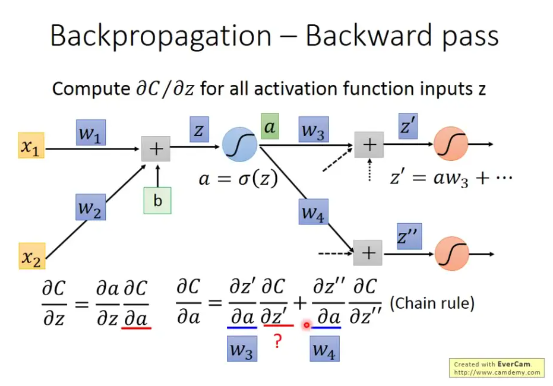 Backpropagation – Backward pass
Compute ∂C/∂z for all activation function inputs z
x₁ w₁ + z a w₃ + z′
a = σ(z) z′ = aw₃ + ⋯
w₂ b w₄
x₂ + z′′
∂C/∂z = ∂a/∂z ∂C/∂a ∂C/∂a = ∂z′/∂a ∂C/∂z′ + ∂z′′/∂a ∂C/∂z′′ (Chain rule)
w₃ ? w₄
Created with EverCam
http://www.camdemy.com